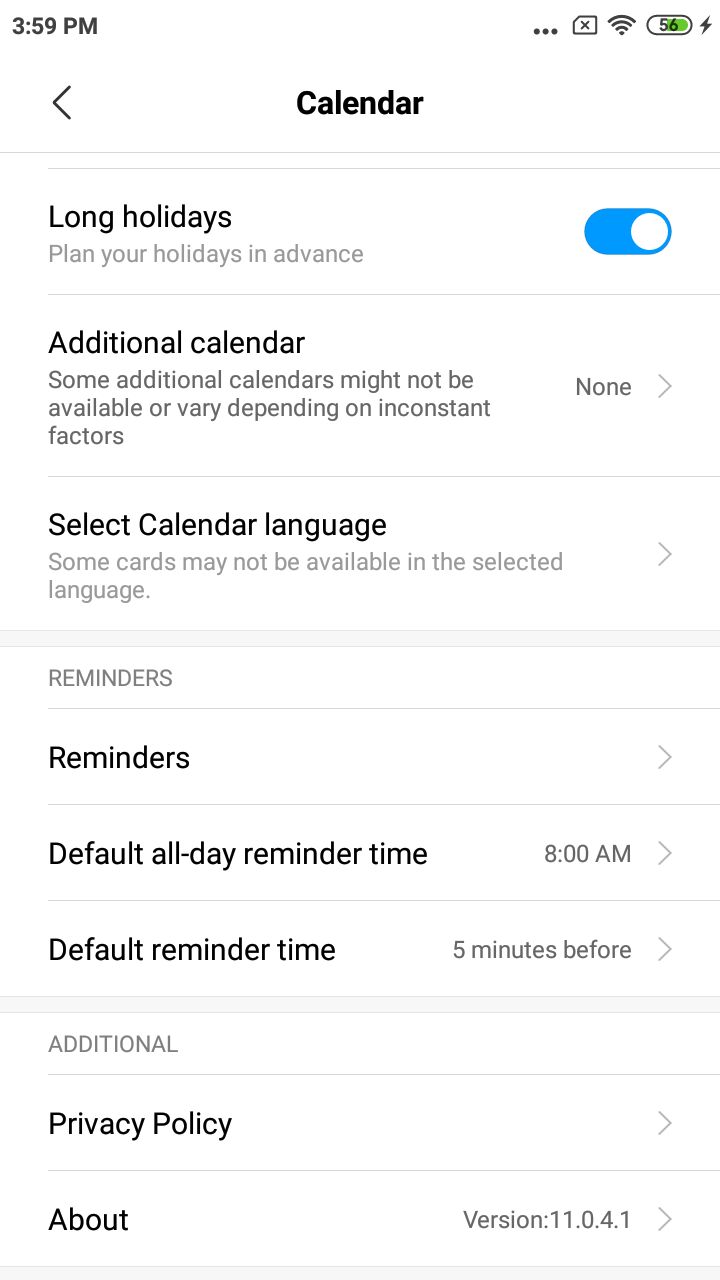 3:59 PM
56
Calendar
Long holidays
Plan your holidays in advance
Additional calendar
Some additional calendars might not be
available or vary depending on inconstant
factors
None
Select Calendar language
Some cards may not be available in the selected
language.
REMINDERS
Reminders
Default all-day reminder time
8:00 AM
Default reminder time
5 minutes before
ADDITIONAL
Privacy Policy
About
Version:11.0.4.1